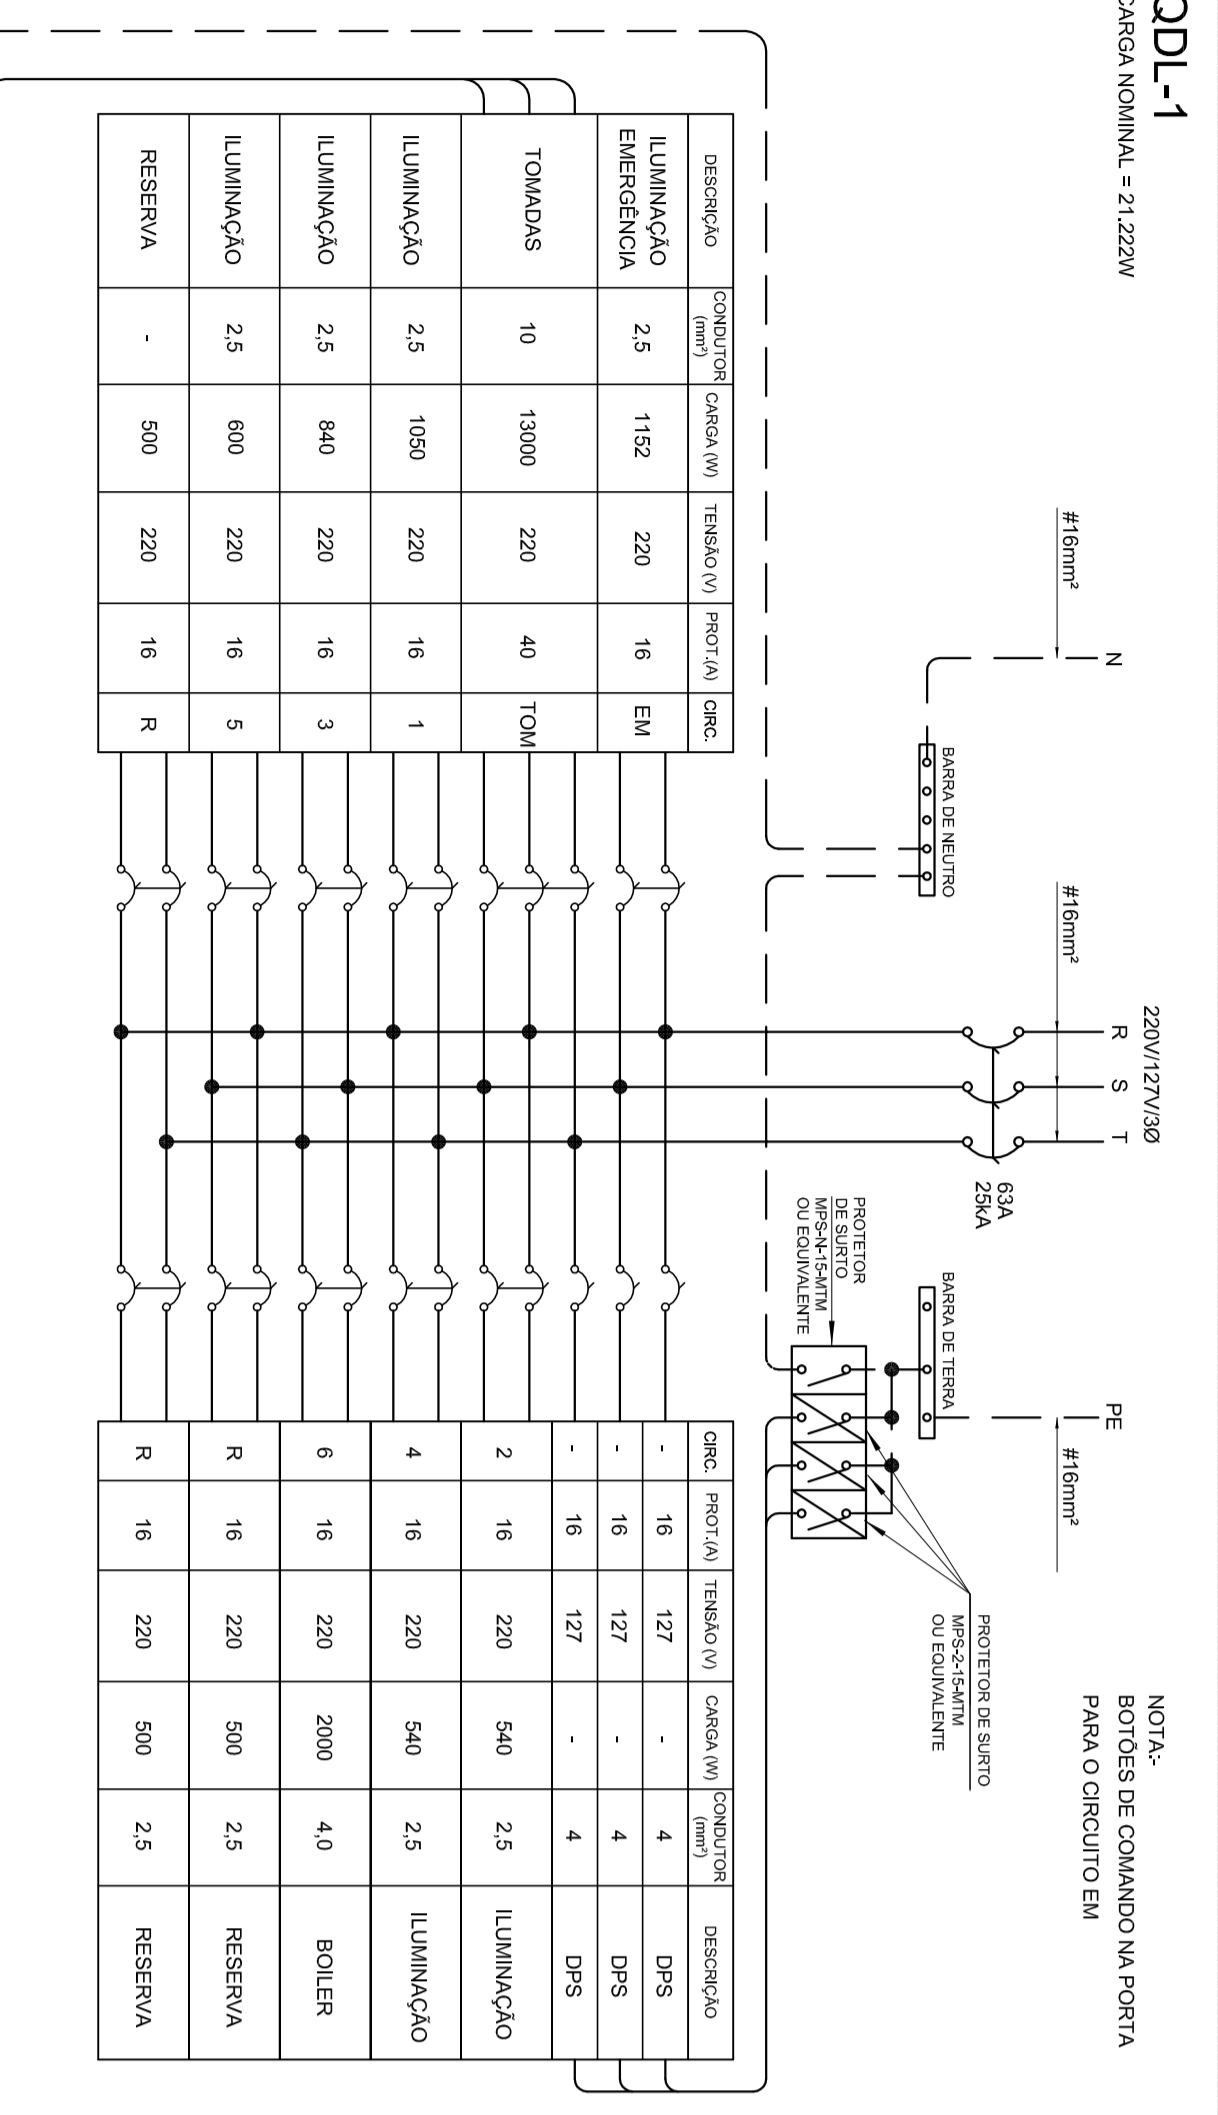 QDL-1
CARGA NOMINAL = 21.222W
220V/127V/3Ø
N
R
S
T
PE
#16mm²
#16mm²
#16mm²
63A
25kA
BARRA DE NEUTRO
BARRA DE TERRA
PROTETOR
DE SURTO
MPS-N-15-MTM
OU EQUIVALENTE
PROTETOR DE SURTO
MPS-2-15-MTM
OU EQUIVALENTE
NOTA:-
BOTÕES DE COMANDO NA PORTA
PARA O CIRCUITO EM
DESCRIÇÃO CONDUTOR (mm²) CARGA (W) TENSÃO (V) PROT.(A) CIRC.
ILUMINAÇÃO EMERGÊNCIA 2,5 1152 220 16 EM
TOMADAS 10 13000 220 40 TOM
ILUMINAÇÃO 2,5 1050 220 16 1
ILUMINAÇÃO 2,5 840 220 16 3
ILUMINAÇÃO 2,5 600 220 16 5
RESERVA - 500 220 16 R
CIRC. PROT.(A) TENSÃO (V) CARGA (W) CONDUTOR (mm²) DESCRIÇÃO
- 16 127 - 4 DPS
- 16 127 - 4 DPS
- 16 127 - 4 DPS
2 16 220 540 2,5 ILUMINAÇÃO
4 16 220 540 2,5 ILUMINAÇÃO
6 16 220 2000 4,0 BOILER
R 16 220 500 2,5 RESERVA
R 16 220 500 2,5 RESERVA